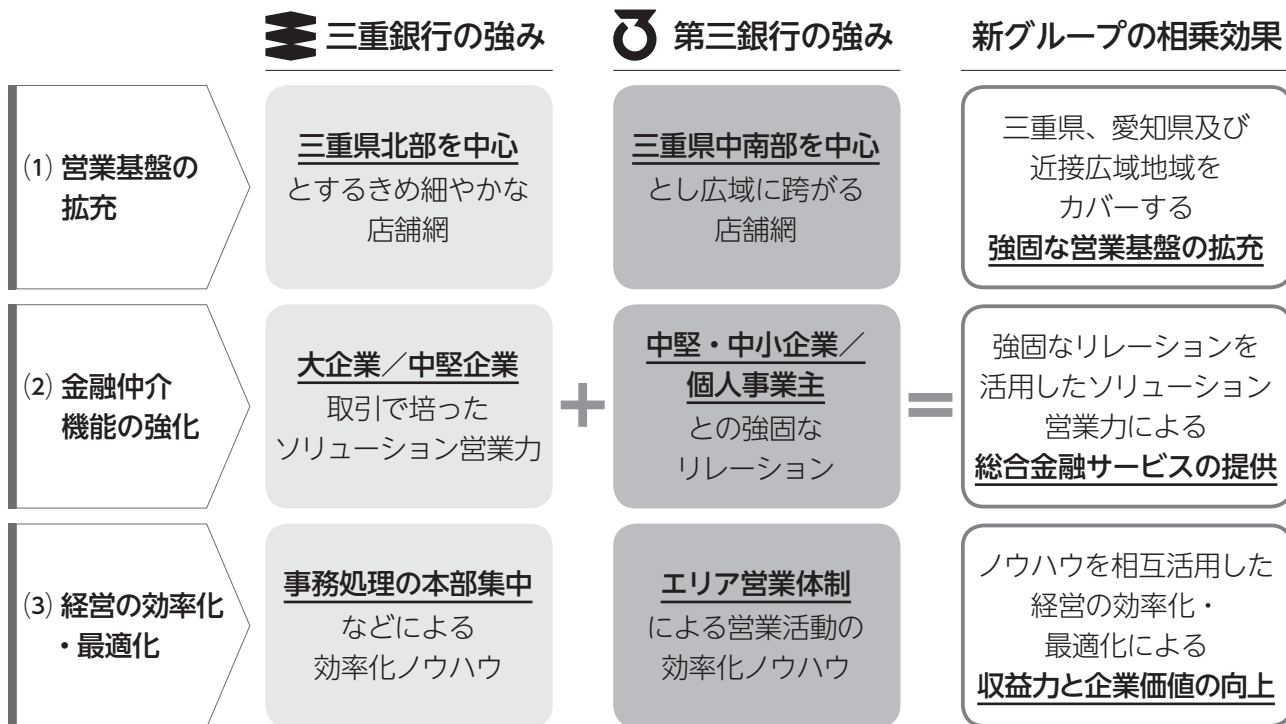 三重銀行の強み
第三銀行の強み
新グループの相乗効果
(1) 営業基盤の
拡充
三重県北部を中心
とするきめ細やかな
店舗網
三重県中南部を中心
とし広域に跨がる
店舗網
三重県、愛知県及び
近接広域地域を
カバーする
強固な営業基盤の拡充
(2) 金融仲介
機能の強化
大企業／中堅企業
取引で培った
ソリューション営業力
+
中堅・中小企業／
個人事業主
との強固な
リレーション
=
強固なリレーションを
活用したソリューション
営業力による
総合金融サービスの提供
(3) 経営の効率化
・最適化
事務処理の本部集中
などによる
効率化ノウハウ
エリア営業体制
による営業活動の
効率化ノウハウ
ノウハウを相互活用した
経営の効率化・
最適化による
収益力と企業価値の向上